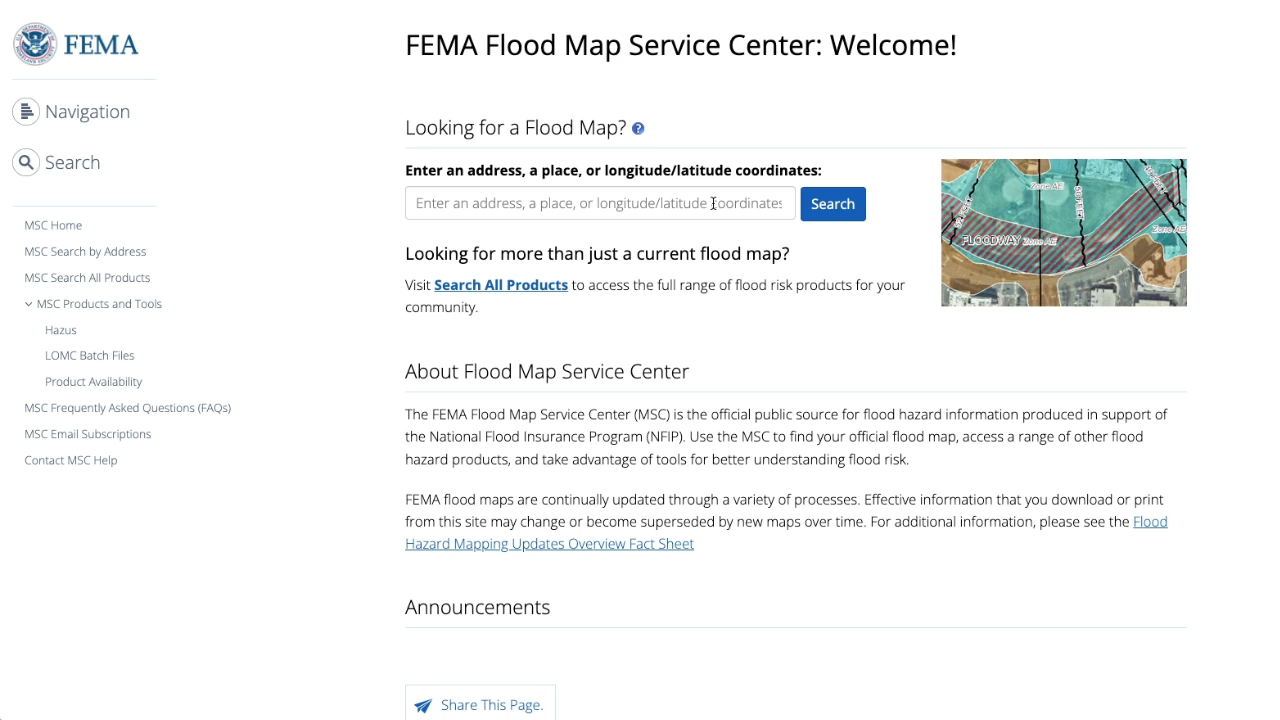 FEMA
Navigation
Search
MSC Home
MSC Search by Address
MSC Search All Products
MSC Products and Tools
Hazus
LOMC Batch Files
Product Availability
MSC Frequently Asked Questions (FAQs)
MSC Email Subscriptions
Contact MSC Help
FEMA Flood Map Service Center: Welcome!
Looking for a Flood Map?
Enter an address, a place, or longitude/latitude coordinates:
Enter an address, a place, or longitude/latitude coordinates
Search
Looking for more than just a current flood map?
Visit Search All Products to access the full range of flood risk products for your
community.
Zone AE
FLOODWAY Zone AE
Zone AE
About Flood Map Service Center
The FEMA Flood Map Service Center (MSC) is the official public source for flood hazard information produced in support of
the National Flood Insurance Program (NFIP). Use the MSC to find your official flood map, access a range of other flood
hazard products, and take advantage of tools for better understanding flood risk.
FEMA flood maps are continually updated through a variety of processes. Effective information that you download or print
from this site may change or become superseded by new maps over time. For additional information, please see the Flood
Hazard Mapping Updates Overview Fact Sheet
Announcements
Share This Page.